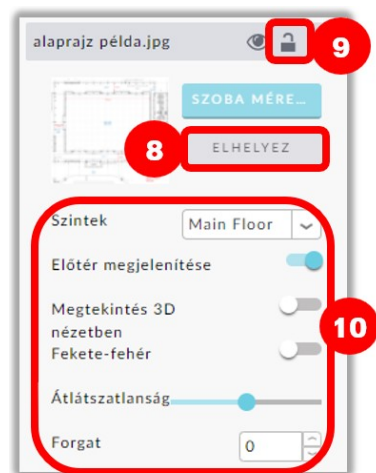 alaprajz példa.jpg
9
SZOBA MÉRE...
8
ELHELYEZ
Szintek
Main Floor
Előtér megjelenítése
Megtekintés 3D
nézetben
10
Fekete-fehér
Átlátszatlanság
Forgat
0